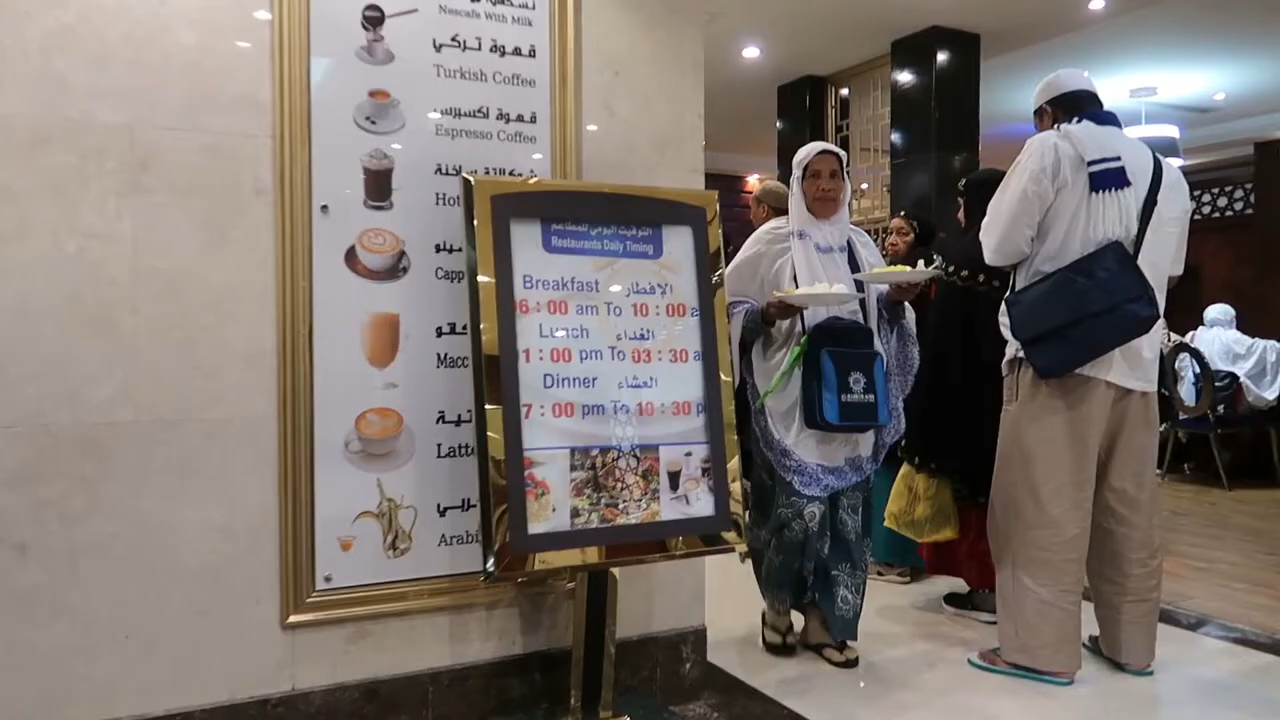 Nescafe With Milk
قهوة تركي
Turkish Coffee
قهوة اكسبرس
Espresso Coffee
شوكالاتة ساخنة
Hot
Capp
Macc
Latte
Arabi
التوقيت اليومي للمطاعم
Restaurants Daily Timing
Breakfast الإفطار
06 : 00 am To 10 : 00 a
Lunch الغداء
1 : 00 pm To 03 : 30 a
Dinner العشاء
7 : 00 pm To 10 : 30 p